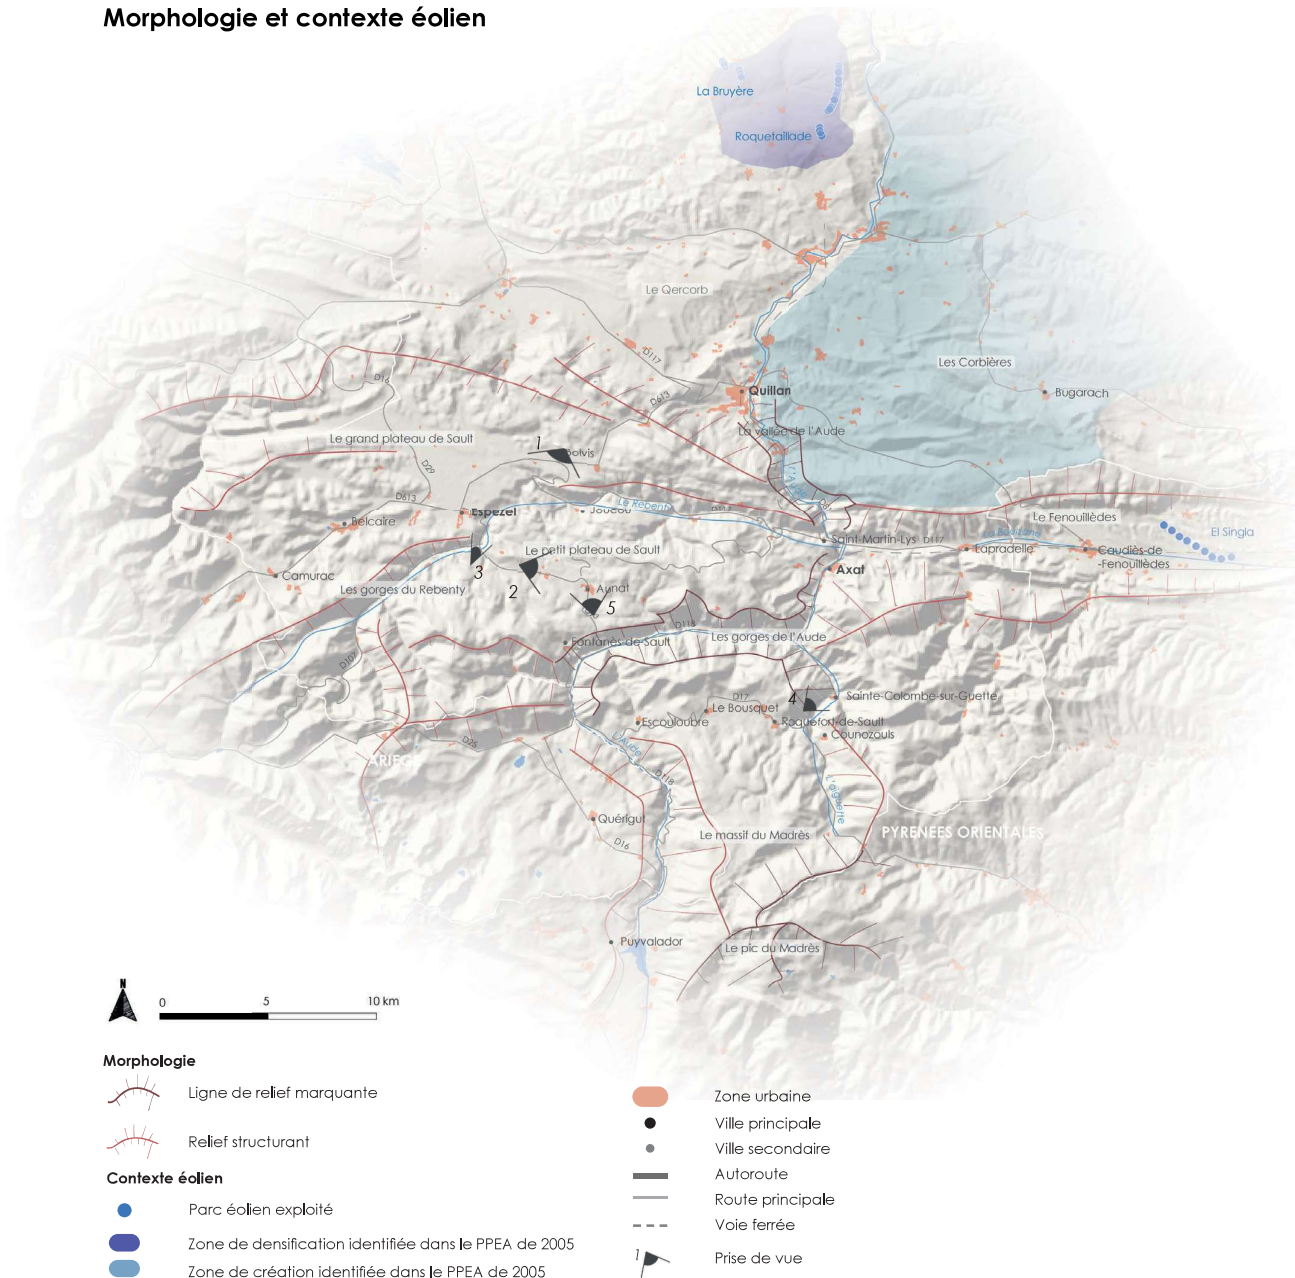 Morphologie et contexte éolien
La Bruyère
Roquetaillade
Le Qercorb
D117
Les Corbières
D16
D613
Quillan
Bugarach
La vallée de l'Aude
Le grand plateau de Sault
1
D29
L'Aude
Le Rebenty
D117
D613
Espezel
Joucou
Belcaire
Le Fenouillèdes
El Singla
Saint-Martin-Lys
D117
Lapradelle
Caudiès-de
-Fenouillèdes
Le petit plateau de Sault
Axat
3
2
Camurac
Les gorges du Rebenty
Aunat
5
D118
Les gorges de l'Aude
Fontanès-de-Sault
D107
D17
4
Sainte-Colombe-sur-Guette
Le Bousquet
Escouloubre
Roquefort-de-Sault
Counozouls
L'Aude
D25
ARIEGE
D118
L'aiguette
Quérigut
D16
Le massif du Madrès
PYRENEES ORIENTALES
Puyvalador
Le pic du Madrès
N
0 5 10 km
Morphologie
Ligne de relief marquante
Relief structurant
Contexte éolien
Parc éolien exploité
Zone de densification identifiée dans le PPEA de 2005
Zone de création identifiée dans le PPEA de 2005
Zone urbaine
Ville principale
Ville secondaire
Autoroute
Route principale
Voie ferrée
1
Prise de vue